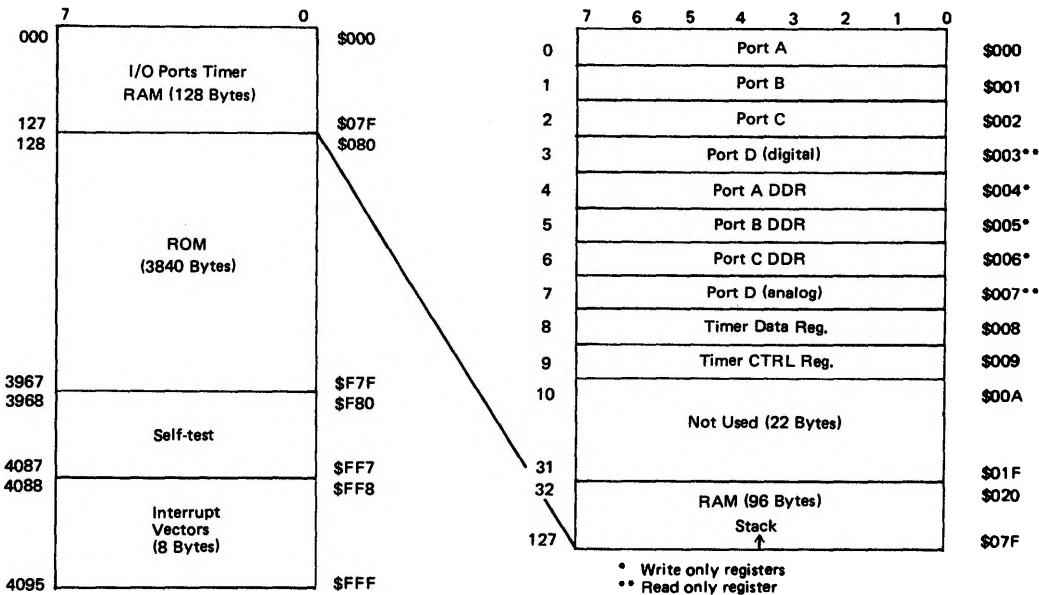 7 0
000 $000
I/O Ports Timer
RAM (128 Bytes)
127 $07F
128 $080
ROM
(3840 Bytes)
3967 $F7F
3968 $F80
Self-test
4087 $FF7
4088 $FF8
Interrupt
Vectors
(8 Bytes)
4095 $FFF
7 6 5 4 3 2 1 0
0 Port A $000
1 Port B $001
2 Port C $002
3 Port D (digital) $003**
4 Port A DDR $004*
5 Port B DDR $005*
6 Port C DDR $006*
7 Port D (analog) $007**
8 Timer Data Reg. $008
9 Timer CTRL Reg. $009
10 $00A
Not Used (22 Bytes)
31 $01F
32 $020
RAM (96 Bytes)
Stack
127 $07F
* Write only registers
** Read only register